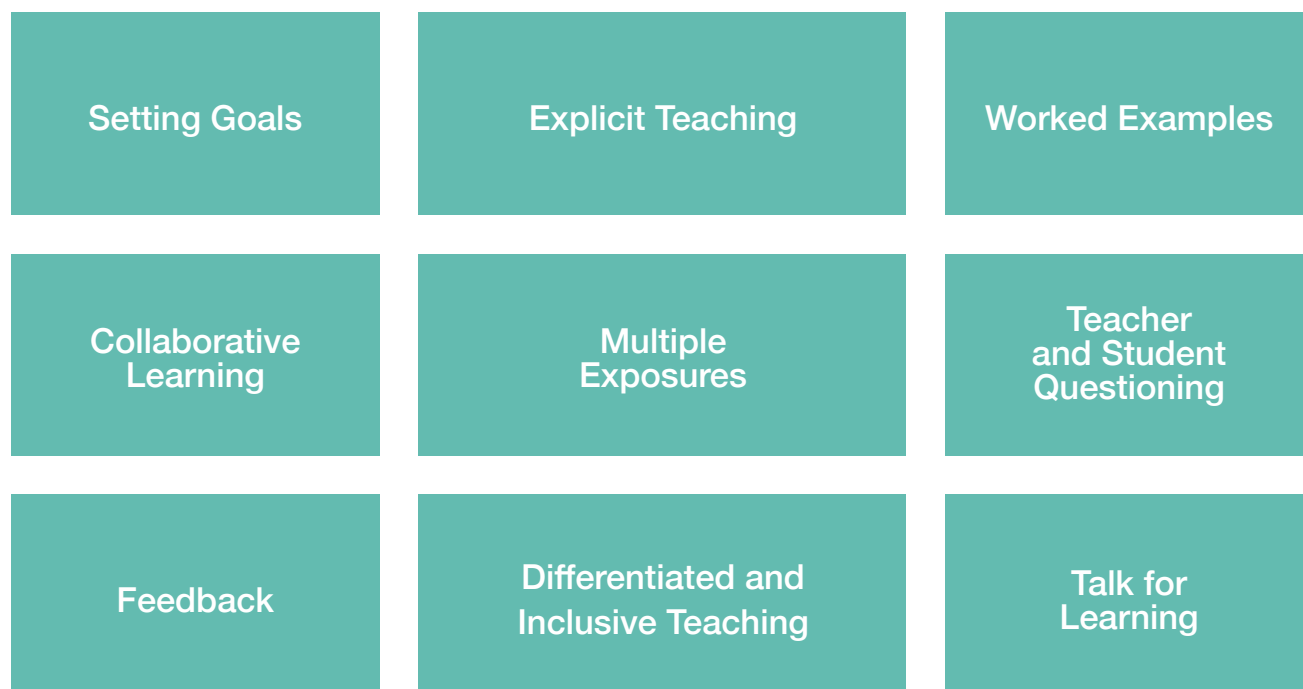 Setting Goals
Explicit Teaching
Worked Examples
Collaborative
Learning
Multiple
Exposures
Teacher
and Student
Questioning
Feedback
Differentiated and
Inclusive Teaching
Talk for
Learning